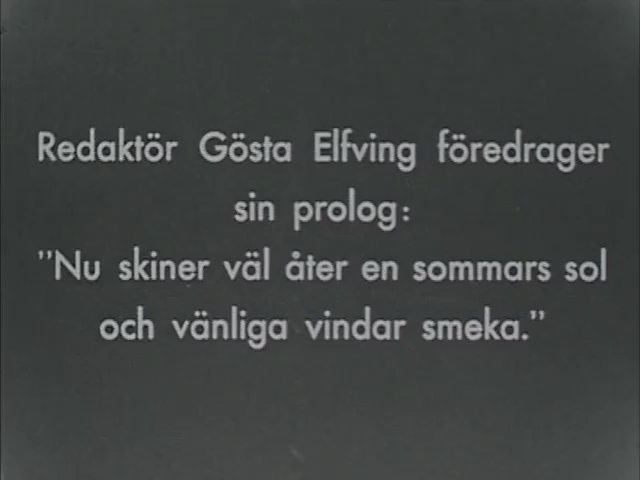 Redaktör Gösta Elfving föredrager
sin prolog:
”Nu skiner väl åter en sommars sol
och vänliga vindar smeka.”